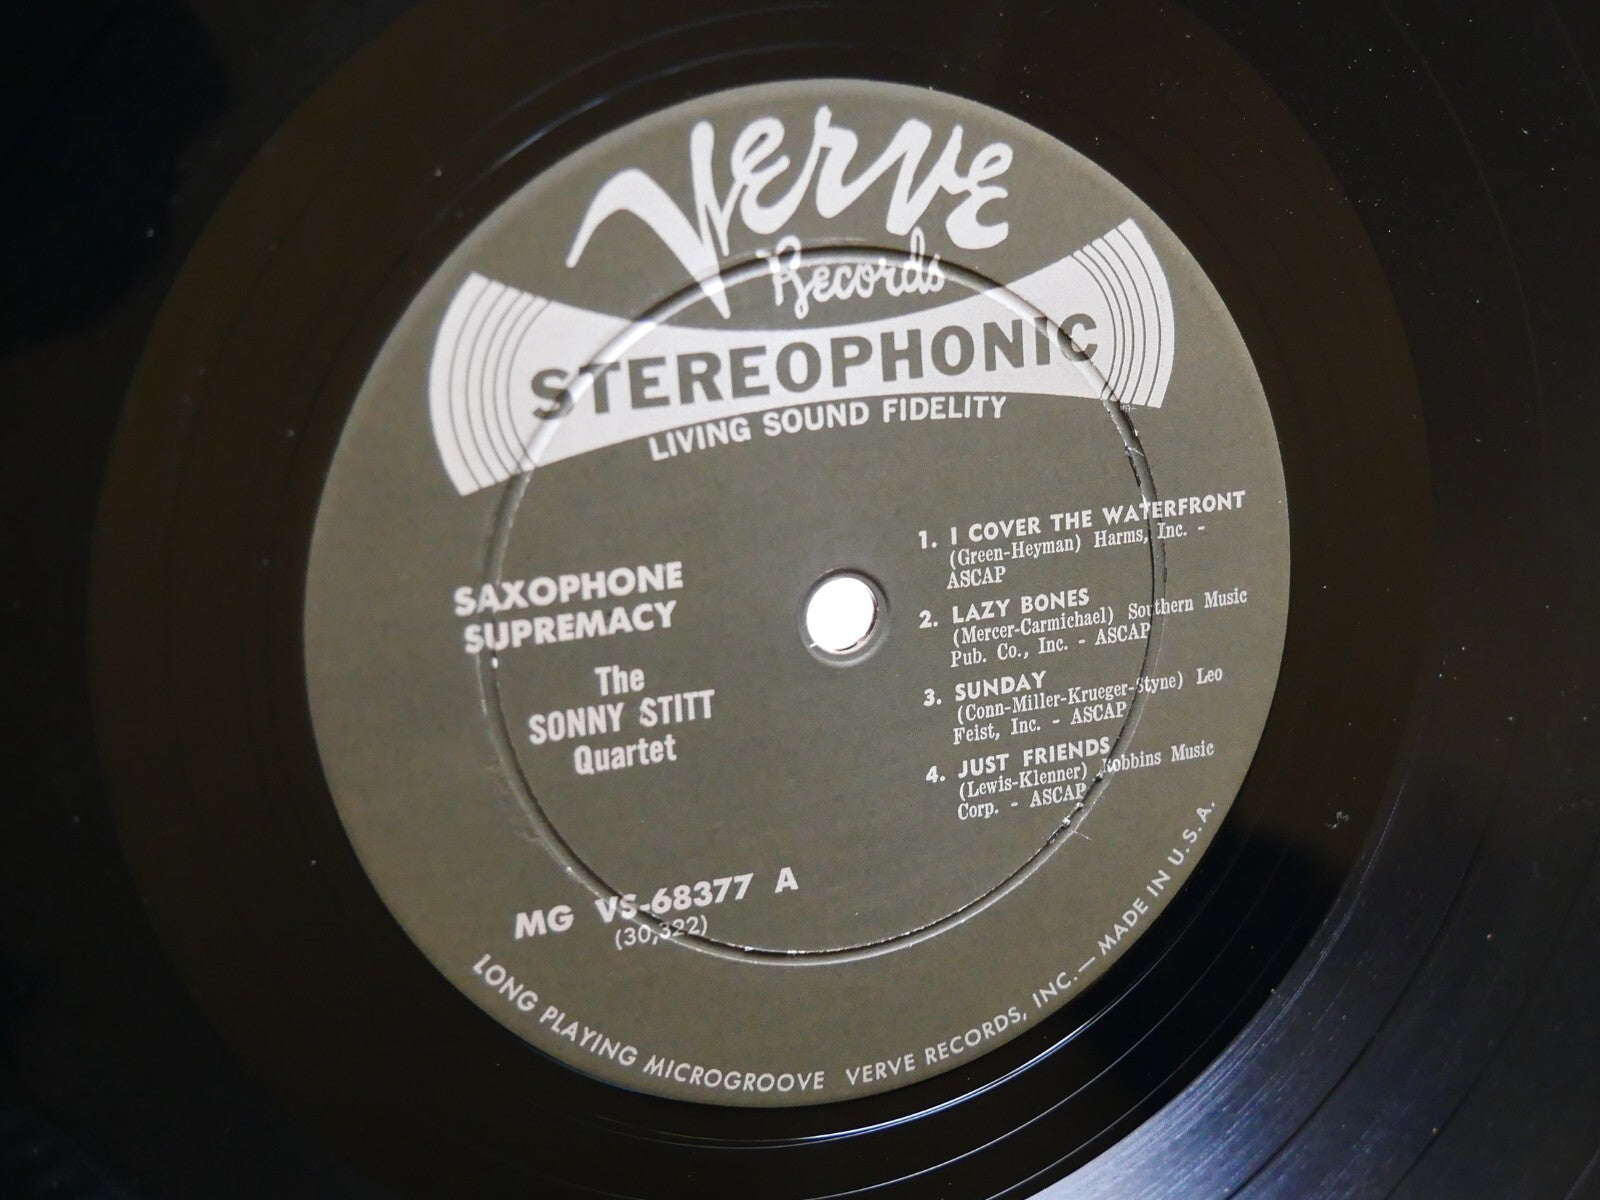 Verve
Records
STEREOPHONIC
LIVING SOUND FIDELITY
SAXOPHONE
SUPREMACY
The
SONNY STITT
Quartet
1. I COVER THE WATERFRONT
(Green-Heyman) Harms, Inc. -
ASCAP
2. LAZY BONES
(Mercer-Carmichael) Southern Music
Pub. Co., Inc. - ASCAP
3. SUNDAY
(Conn-Miller-Krueger-Styne) Leo
Feist, Inc. - ASCAP
4. JUST FRIENDS
(Lewis-Klenner) Robbins Music
Corp. - ASCAP
MG VS-68377 A
(30,322)
LONG PLAYING MICROGROOVE VERVE RECORDS, INC. — MADE IN U.S.A.